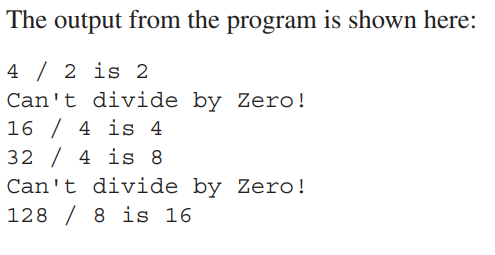 The output from the program is shown here:
4 / 2 is 2
Can't divide by Zero!
16 / 4 is 4
32 / 4 is 8
Can't divide by Zero!
128 / 8 is 16